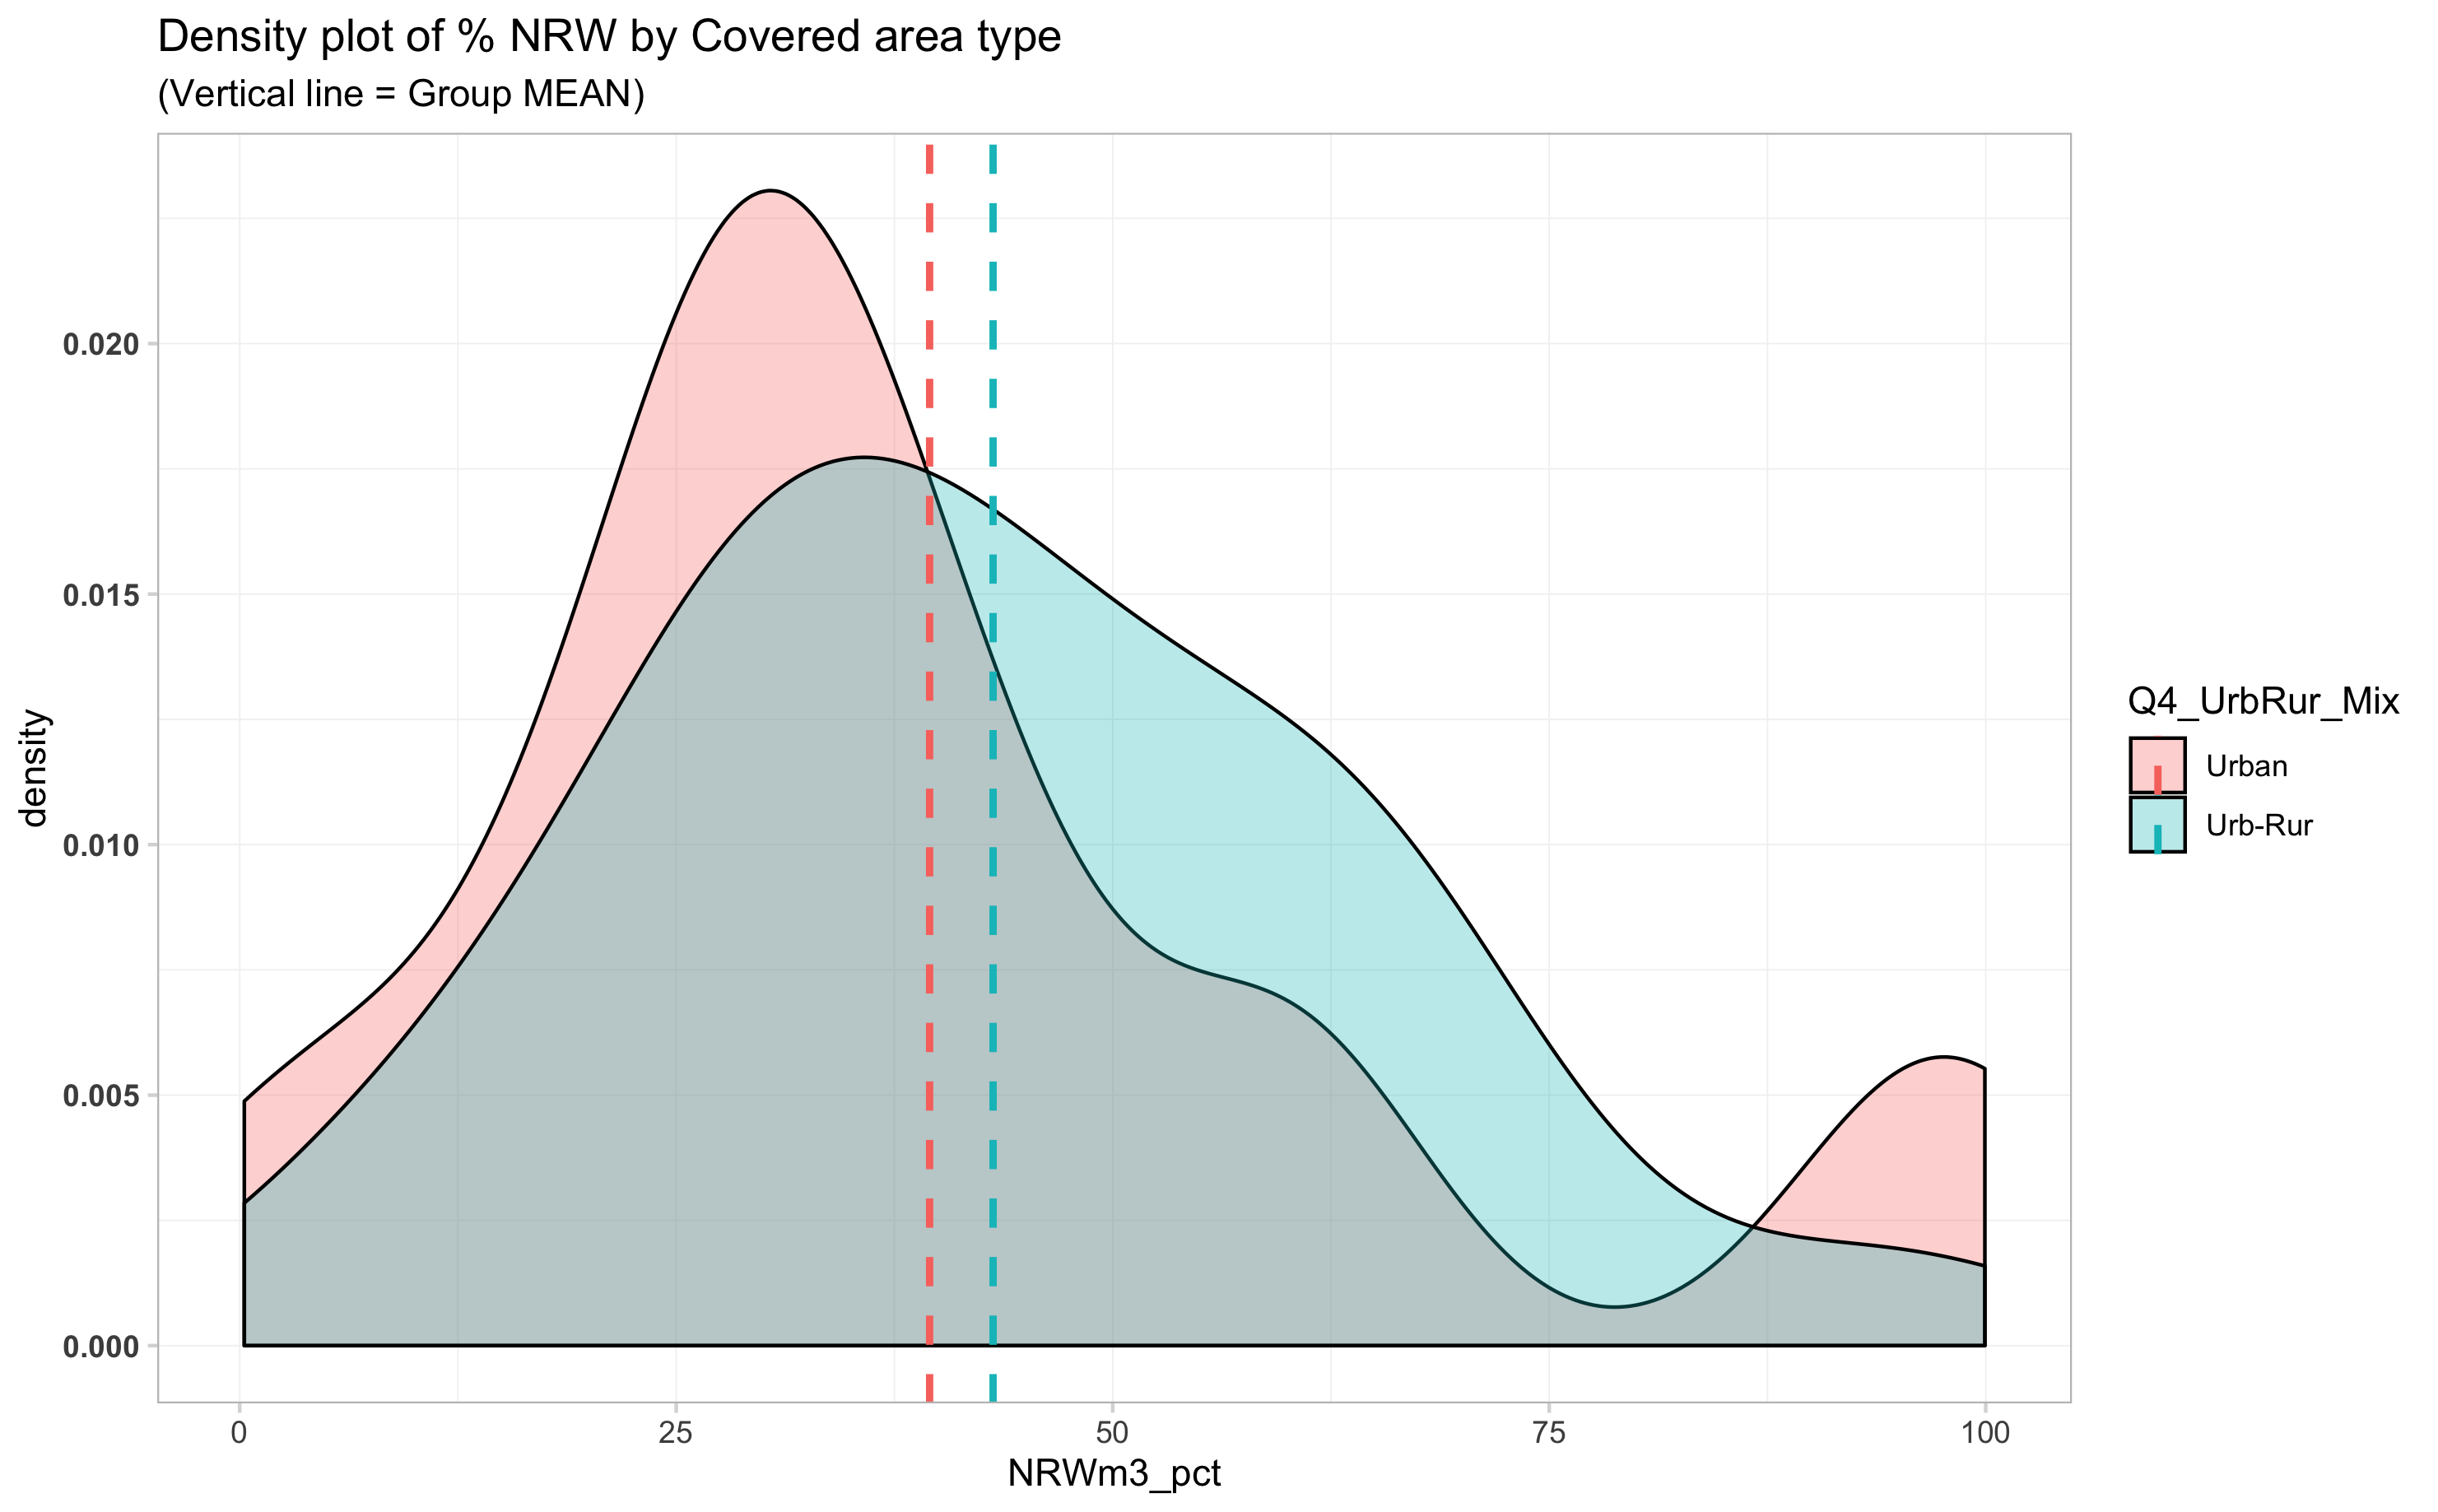 Density plot of % NRW by Covered area type
(Vertical line = Group MEAN)
density
0.020
0.015
0.010
0.005
0.000
0 25 50 75 100
NRWm3_pct
Q4_UrbRur_Mix
Urban
Urb-Rur